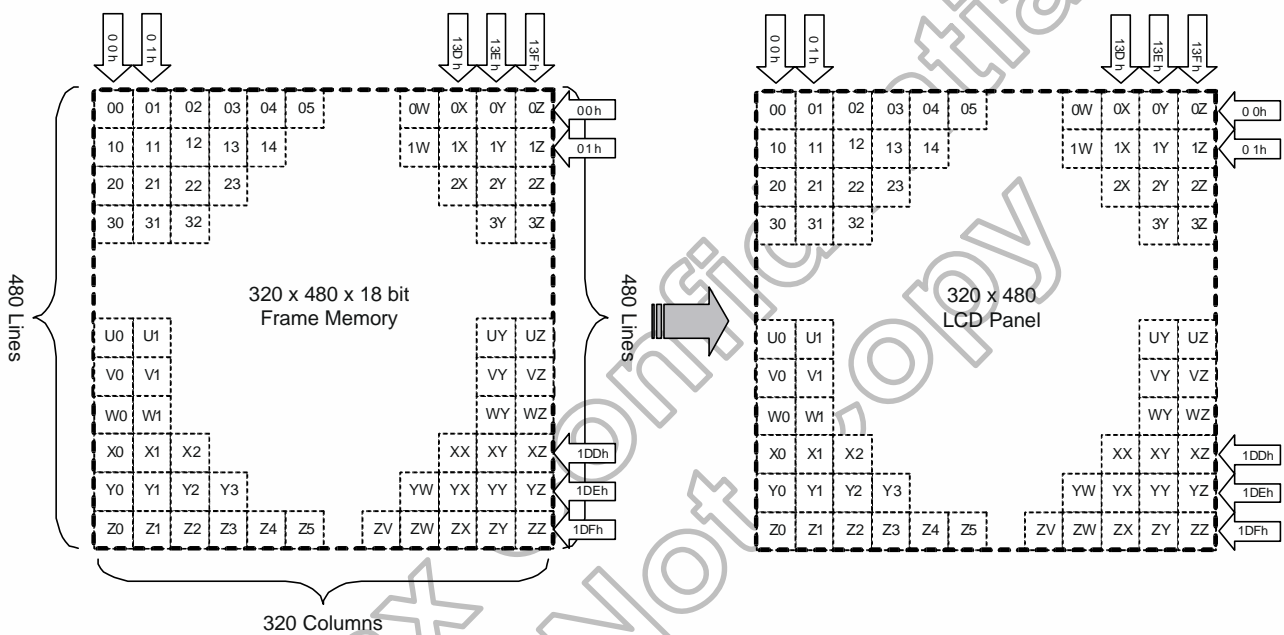 00h 01h 13Dh 13Eh 13Fh 00h 01h 13Dh 13Eh 13Fh
00 01 02 03 04 05 0W 0X 0Y 0Z 00h 00 01 02 03 04 05 0W 0X 0Y 0Z 00h
10 11 12 13 14 1W 1X 1Y 1Z 01h 10 11 12 13 14 1W 1X 1Y 1Z 01h
20 21 22 23 2X 2Y 2Z 20 21 22 23 2X 2Y 2Z
30 31 32 3Y 3Z 30 31 32 3Y 3Z
480 Lines
320 x 480 x 18 bit
Frame Memory
480 Lines
320 x 480
LCD Panel
U0 U1 UY UZ U0 U1 UY UZ
V0 V1 VY VZ V0 V1 VY VZ
W0 W1 WY WZ W0 W1 WY WZ
X0 X1 X2 XX XY XZ 1DDh X0 X1 X2 XX XY XZ 1DDh
Y0 Y1 Y2 Y3 YW YX YY YZ 1DEh Y0 Y1 Y2 Y3 YW YX YY YZ 1DEh
Z0 Z1 Z2 Z3 Z4 Z5 ZV ZW ZX ZY ZZ 1DFh Z0 Z1 Z2 Z3 Z4 Z5 ZV ZW ZX ZY ZZ 1DFh
320 Columns
Not